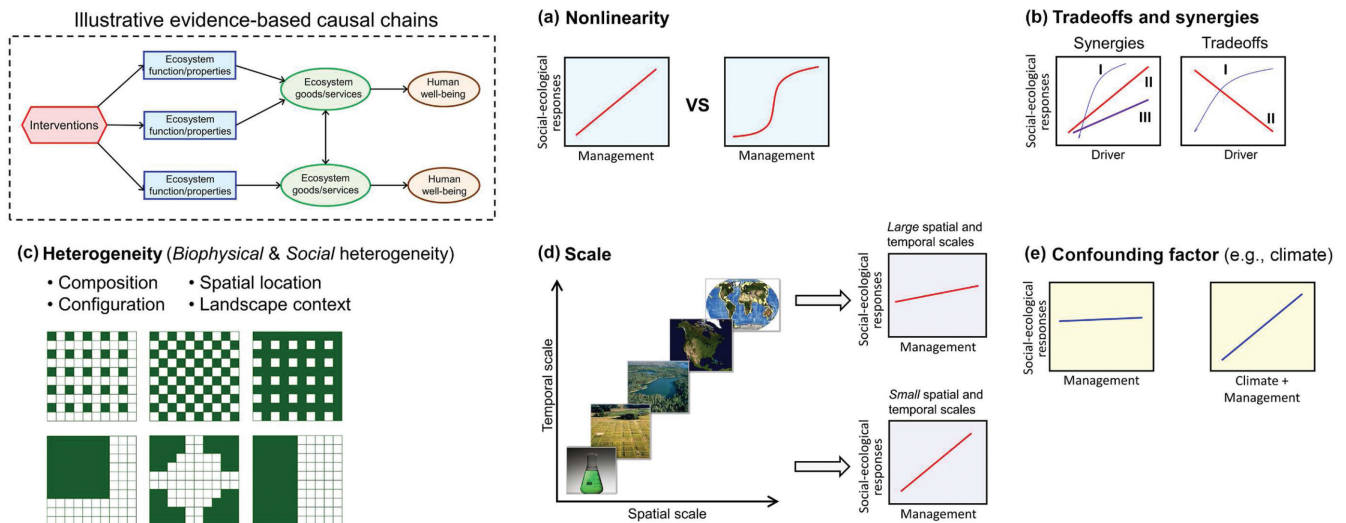 Illustrative evidence-based causal chains
Interventions
Ecosystem
function/properties
Ecosystem
function/properties
Ecosystem
function/properties
Ecosystem
goods/services
Ecosystem
goods/services
Human
well-being
Human
well-being
(a) Nonlinearity
Social-ecological
responses
Management
VS
Management
(b) Tradeoffs and synergies
Synergies
Tradeoffs
Social-ecological
responses
I
II
III
Driver
I
II
Driver
(c) Heterogeneity (Biophysical & Social heterogeneity)
• Composition
• Spatial location
• Configuration
• Landscape context
(d) Scale
Temporal scale
Spatial scale
Large spatial and
temporal scales
Social-ecological
responses
Management
Small spatial and
temporal scales
Social-ecological
responses
Management
(e) Confounding factor (e.g., climate)
Social-ecological
responses
Management
Climate +
Management